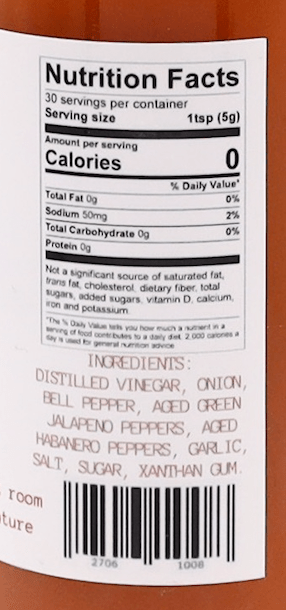 Nutrition Facts
30 servings per container
Serving size 1tsp (5g)
Amount per serving
Calories 0
% Daily Value*
Total Fat 0g 0%
Sodium 50mg 2%
Total Carbohydrate 0g 0%
Protein 0g
Not a significant source of saturated fat,
trans fat, cholesterol, dietary fiber, total
sugars, added sugars, vitamin D, calcium,
iron and potassium.
*The % Daily Value tells you how much a nutrient in a
serving of food contributes to a daily diet. 2,000 calories a
day is used for general nutrition advice.
INGREDIENTS:
DISTILLED VINEGAR, ONION,
BELL PEPPER, AGED GREEN
JALAPENO PEPPERS, AGED
HABANERO PEPPERS, GARLIC,
SALT, SUGAR, XANTHAN GUM.
room
ture
2706 1008